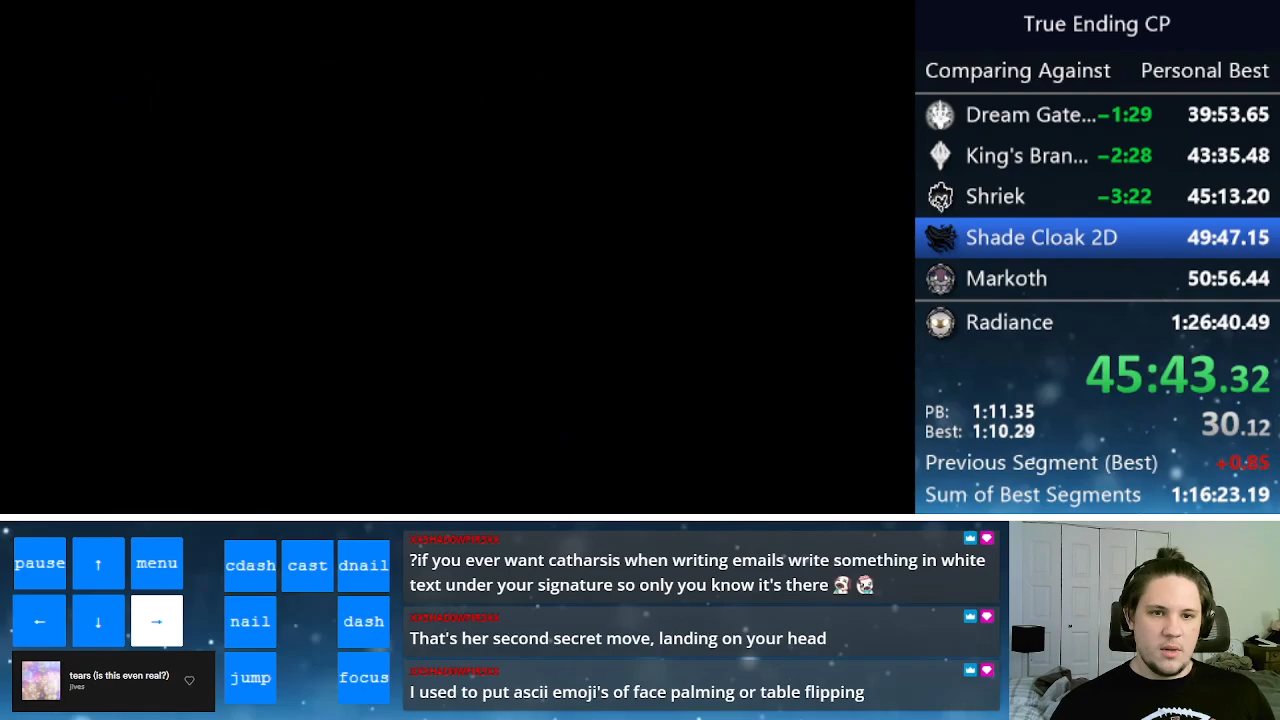 True Ending CP
Comparing Against Personal Best
Dream Gate... −1:29 39:53.65
King's Bran... −2:28 43:35.48
Shriek −3:22 45:13.20
Shade Cloak 2D 49:47.15
Markoth 50:56.44
Radiance 1:26:40.49
45:43.32
PB: 1:11.35
Best: 1:10.29
30.12
Previous Segment (Best) +0.85
Sum of Best Segments 1:16:23.19
pause ↑ menu
← ↓ →
cdash cast dnail
nail dash
jump focus
tears (is this even real?)
jives
?if you ever want catharsis when writing emails write something in white
text under your signature so only you know it's there
That's her second secret move, landing on your head
I used to put ascii emoji's of face palming or table flipping